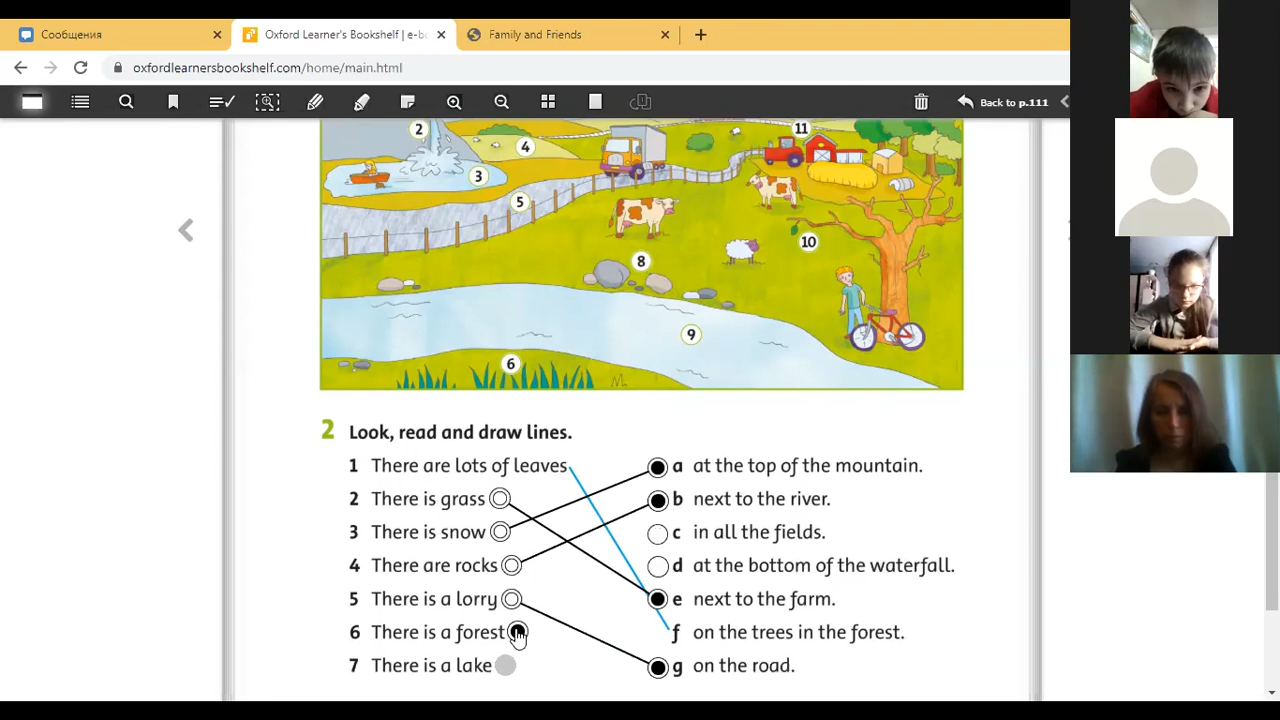 Сообщения
Oxford Learner's Bookshelf | e-bo
Family and Friends
oxfordlearnersbookshelf.com/home/main.html
Back to p.111
2
4
3
5
11
10
8
9
6
2 Look, read and draw lines.
1 There are lots of leaves
a at the top of the mountain.
2 There is grass
b next to the river.
3 There is snow
c in all the fields.
4 There are rocks
d at the bottom of the waterfall.
5 There is a lorry
e next to the farm.
6 There is a forest
f on the trees in the forest.
7 There is a lake
g on the road.